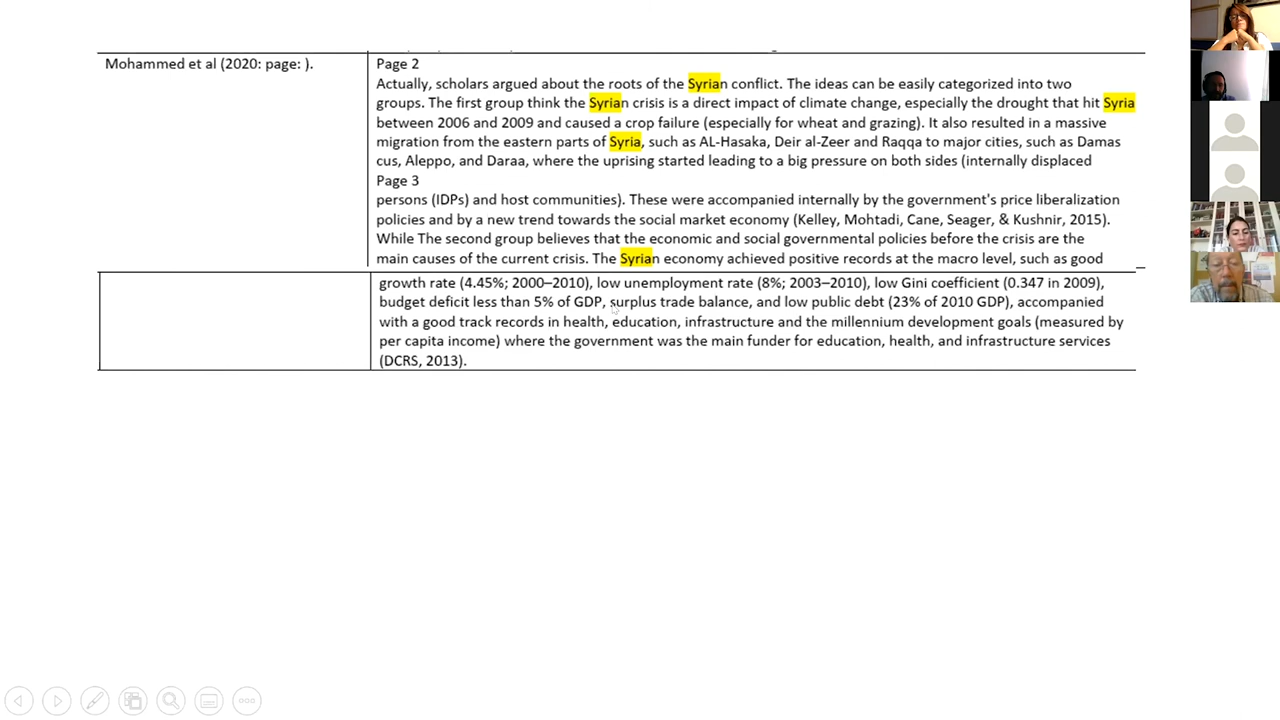 Mohammed et al (2020: page: ).
Page 2
Actually, scholars argued about the roots of the Syrian conflict. The ideas can be easily categorized into two
groups. The first group think the Syrian crisis is a direct impact of climate change, especially the drought that hit Syria
between 2006 and 2009 and caused a crop failure (especially for wheat and grazing). It also resulted in a massive
migration from the eastern parts of Syria, such as AL-Hasaka, Deir al-Zeer and Raqqa to major cities, such as Damas
cus, Aleppo, and Daraa, where the uprising started leading to a big pressure on both sides (internally displaced
Page 3
persons (IDPs) and host communities). These were accompanied internally by the government's price liberalization
policies and by a new trend towards the social market economy (Kelley, Mohtadi, Cane, Seager, & Kushnir, 2015).
While The second group believes that the economic and social governmental policies before the crisis are the
main causes of the current crisis. The Syrian economy achieved positive records at the macro level, such as good
growth rate (4.45%; 2000–2010), low unemployment rate (8%; 2003–2010), low Gini coefficient (0.347 in 2009),
budget deficit less than 5% of GDP, surplus trade balance, and low public debt (23% of 2010 GDP), accompanied
with a good track records in health, education, infrastructure and the millennium development goals (measured by
per capita income) where the government was the main funder for education, health, and infrastructure services
(DCRS, 2013).